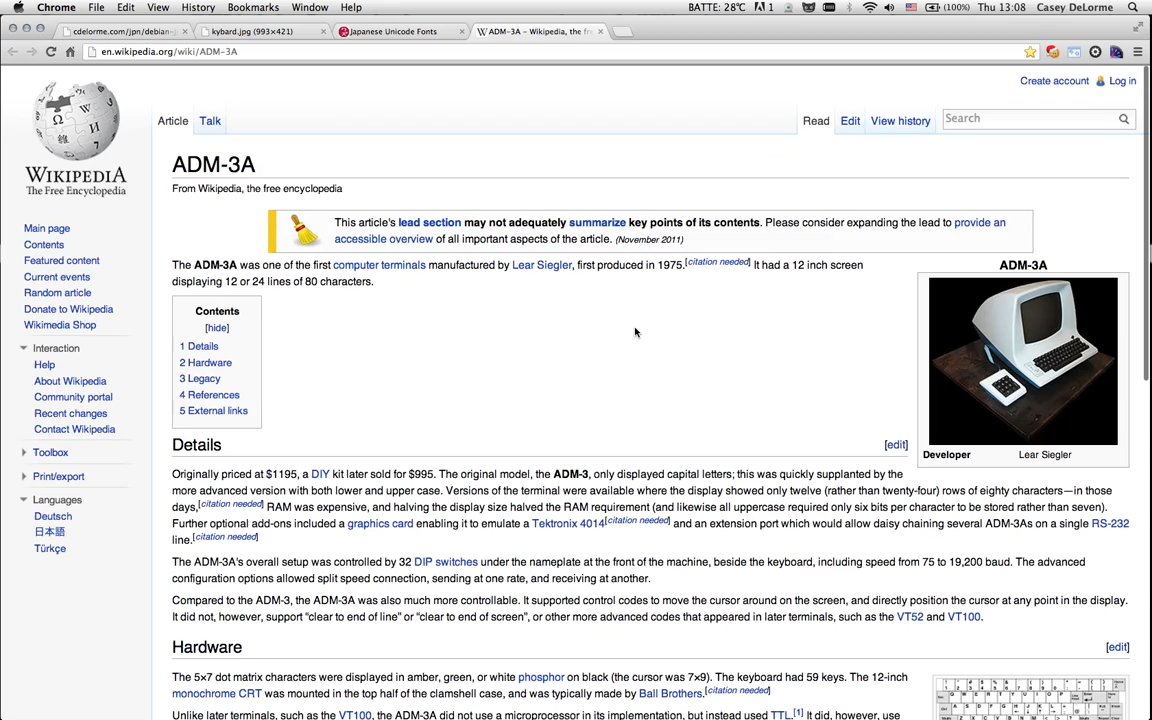 Chrome File Edit View History Bookmarks Window Help BATTE: 28°C 1 (100%) Thu 13:08 Casey DeLorme
cdelorme.com/jpn/debian- kybard.jpg (993×421) Japanese Unicode Fonts ADM-3A – Wikipedia, the fr
en.wikipedia.org/wiki/ADM-3A
Create account Log in
Article Talk Read Edit View history Search
WIKIPEDIA
The Free Encyclopedia
Main page
Contents
Featured content
Current events
Random article
Donate to Wikipedia
Wikimedia Shop
Interaction
Help
About Wikipedia
Community portal
Recent changes
Contact Wikipedia
Toolbox
Print/export
Languages
Deutsch
日本語
Türkçe
ADM-3A
From Wikipedia, the free encyclopedia
This article's lead section may not adequately summarize key points of its contents. Please consider expanding the lead to provide an
accessible overview of all important aspects of the article. (November 2011)
The ADM-3A was one of the first computer terminals manufactured by Lear Siegler, first produced in 1975.[citation needed] It had a 12 inch screen
displaying 12 or 24 lines of 80 characters.
ADM-3A
Developer Lear Siegler
Contents
[hide]
1 Details
2 Hardware
3 Legacy
4 References
5 External links
Details [edit]
Originally priced at $1195, a DIY kit later sold for $995. The original model, the ADM-3, only displayed capital letters; this was quickly supplanted by the
more advanced version with both lower and upper case. Versions of the terminal were available where the display showed only twelve (rather than twenty-four) rows of eighty characters—in those
days,[citation needed] RAM was expensive, and halving the display size halved the RAM requirement (and likewise all uppercase required only six bits per character to be stored rather than seven).
Further optional add-ons included a graphics card enabling it to emulate a Tektronix 4014[citation needed] and an extension port which would allow daisy chaining several ADM-3As on a single RS-232
line.[citation needed]
The ADM-3A's overall setup was controlled by 32 DIP switches under the nameplate at the front of the machine, beside the keyboard, including speed from 75 to 19,200 baud. The advanced
configuration options allowed split speed connection, sending at one rate, and receiving at another.
Compared to the ADM-3, the ADM-3A was also much more controllable. It supported control codes to move the cursor around on the screen, and directly position the cursor at any point in the display.
It did not, however, support "clear to end of line" or "clear to end of screen", or other more advanced codes that appeared in later terminals, such as the VT52 and VT100.
Hardware [edit]
The 5×7 dot matrix characters were displayed in amber, green, or white phosphor on black (the cursor was 7×9). The keyboard had 59 keys. The 12-inch
monochrome CRT was mounted in the top half of the clamshell case, and was typically made by Ball Brothers.[citation needed]
Unlike later terminals, such as the VT100, the ADM-3A did not use a microprocessor in its implementation, but instead used TTL.[1] It did, however, use